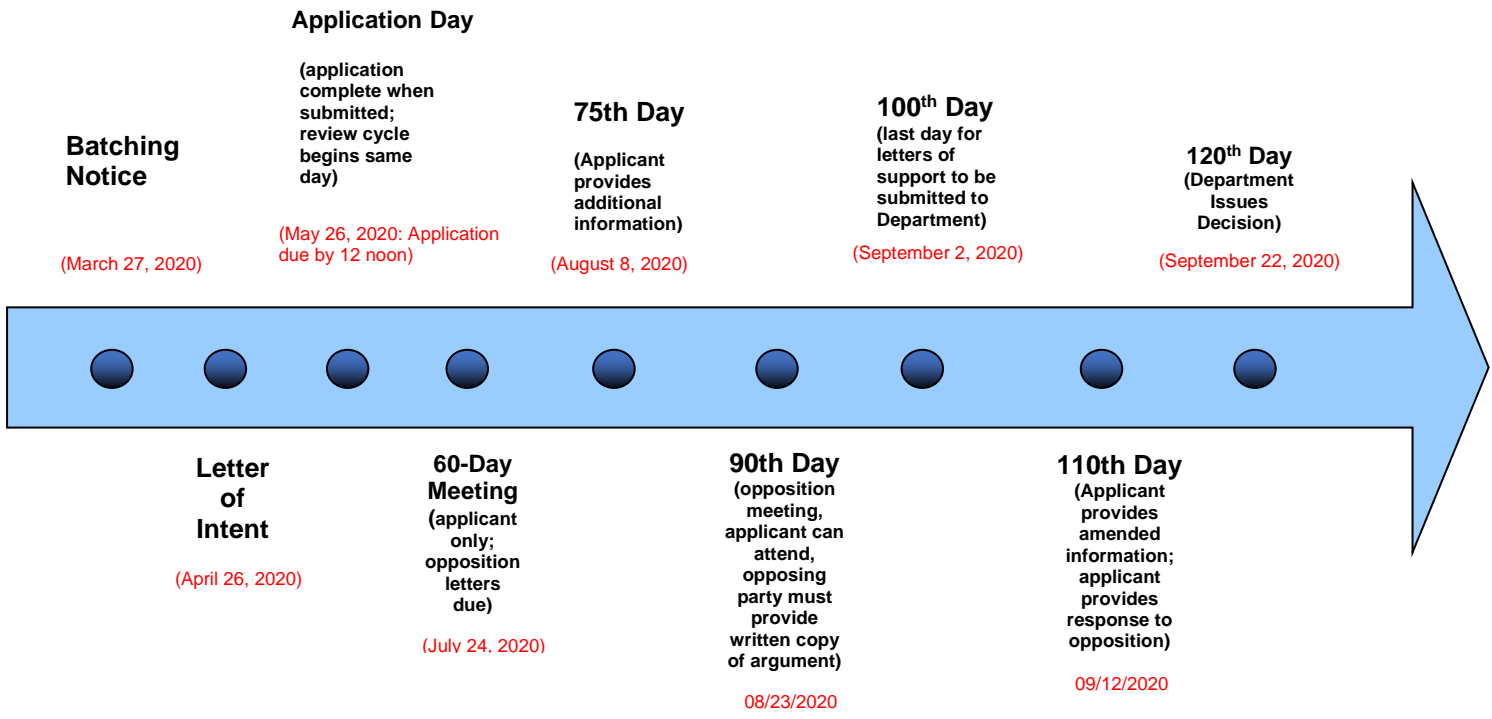 Application Day
(application
complete when
submitted;
review cycle
begins same
day)
(May 26, 2020: Application
due by 12 noon)
Batching
Notice
(March 27, 2020)
75th Day
(Applicant
provides
additional
information)
(August 8, 2020)
100th Day
(last day for
letters of
support to be
submitted to
Department)
(September 2, 2020)
120th Day
(Department
Issues
Decision)
(September 22, 2020)
Letter
of
Intent
(April 26, 2020)
60-Day
Meeting
(applicant
only;
opposition
letters
due)
(July 24, 2020)
90th Day
(opposition
meeting,
applicant can
attend,
opposing
party must
provide
written copy
of argument)
08/23/2020
110th Day
(Applicant
provides
amended
information;
applicant
provides
response to
opposition)
09/12/2020